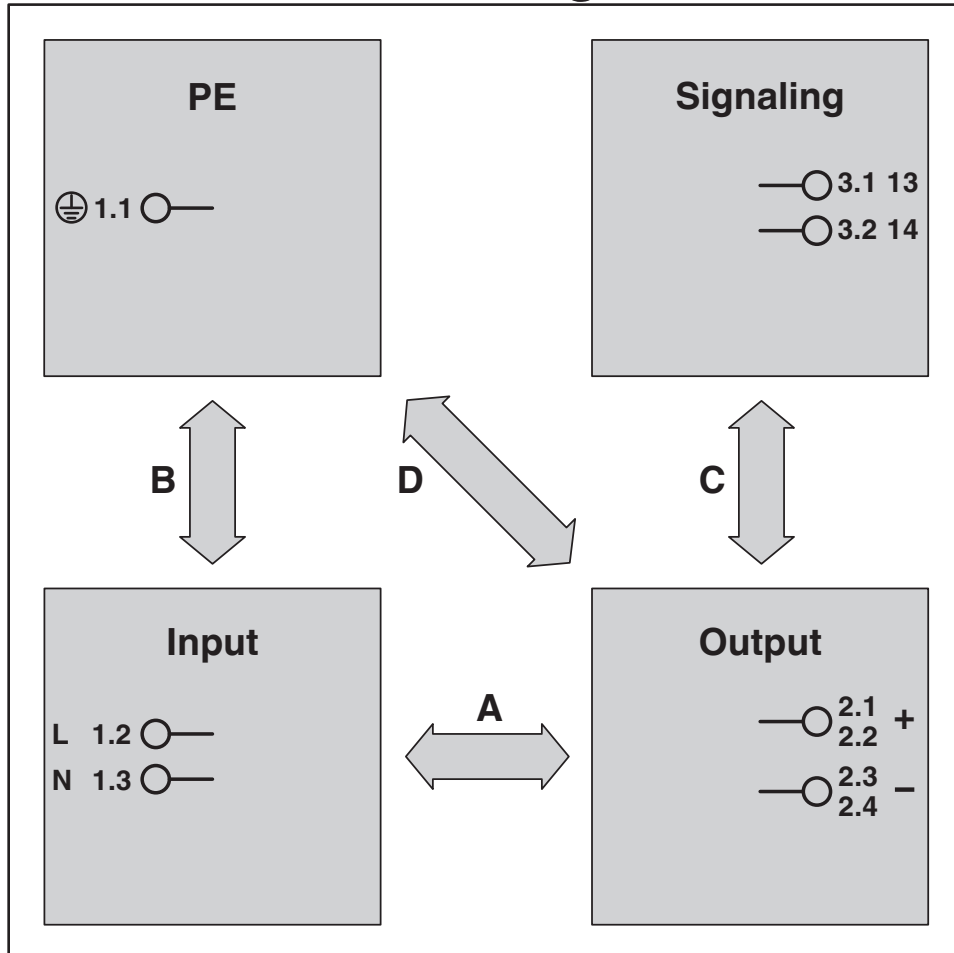 PE
1.1
Signaling
3.1 13
3.2 14
B
D
C
Input
L 1.2
N 1.3
A
Output
2.1
2.2 +
2.3
2.4 −